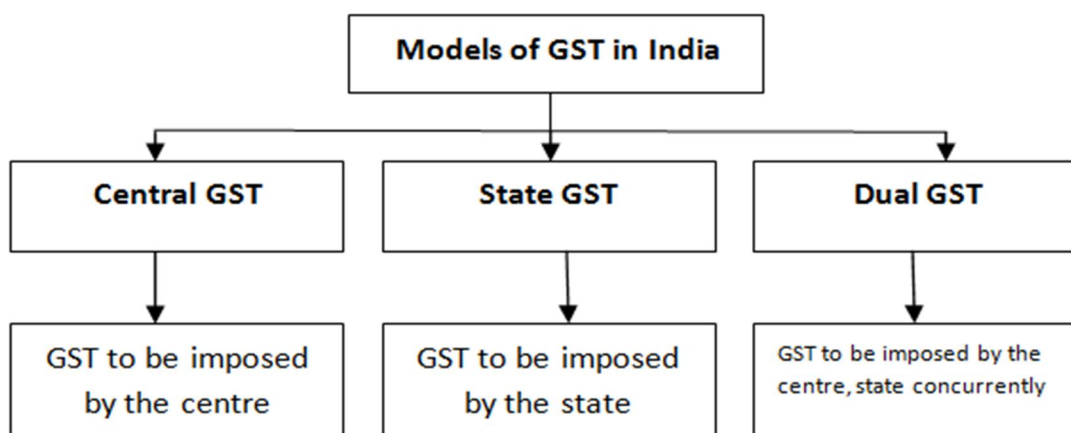 Models of GST in India
Central GST
State GST
Dual GST
GST to be imposed
by the centre
GST to be imposed
by the state
GST to be imposed by the
centre, state concurrently